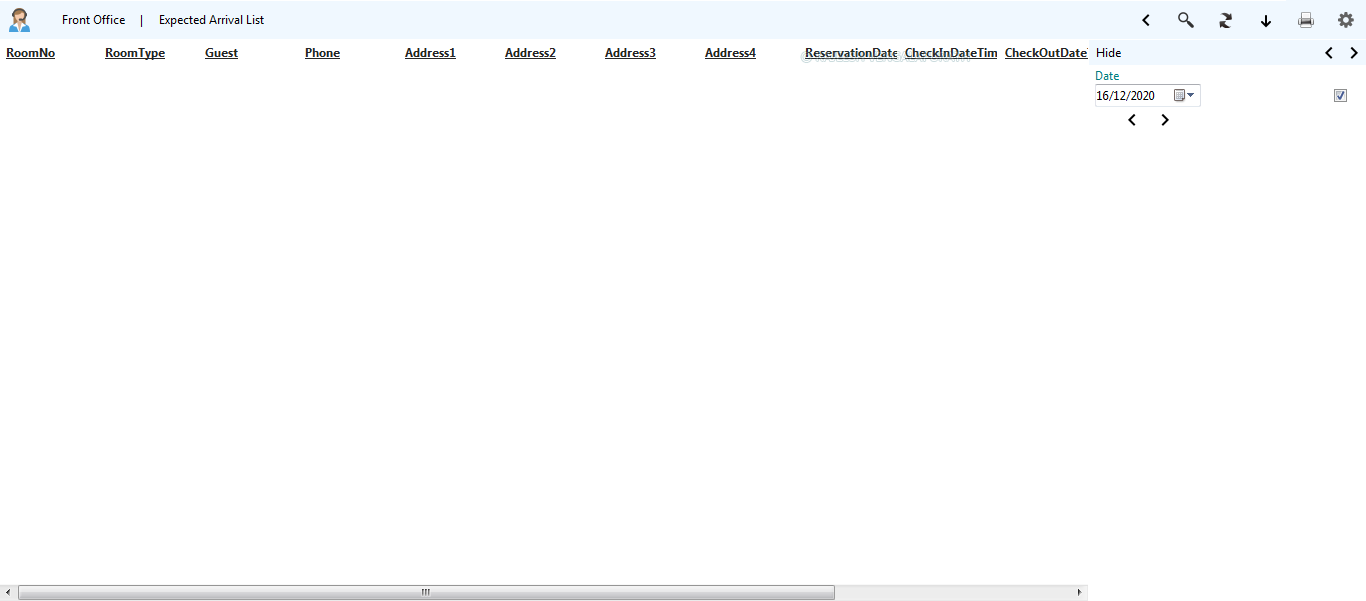 Front Office | Expected Arrival List
RoomNo RoomType Guest Phone Address1 Address2 Address3 Address4 ReservationDate CheckInDateTim CheckOutDate Hide
Date
16/12/2020